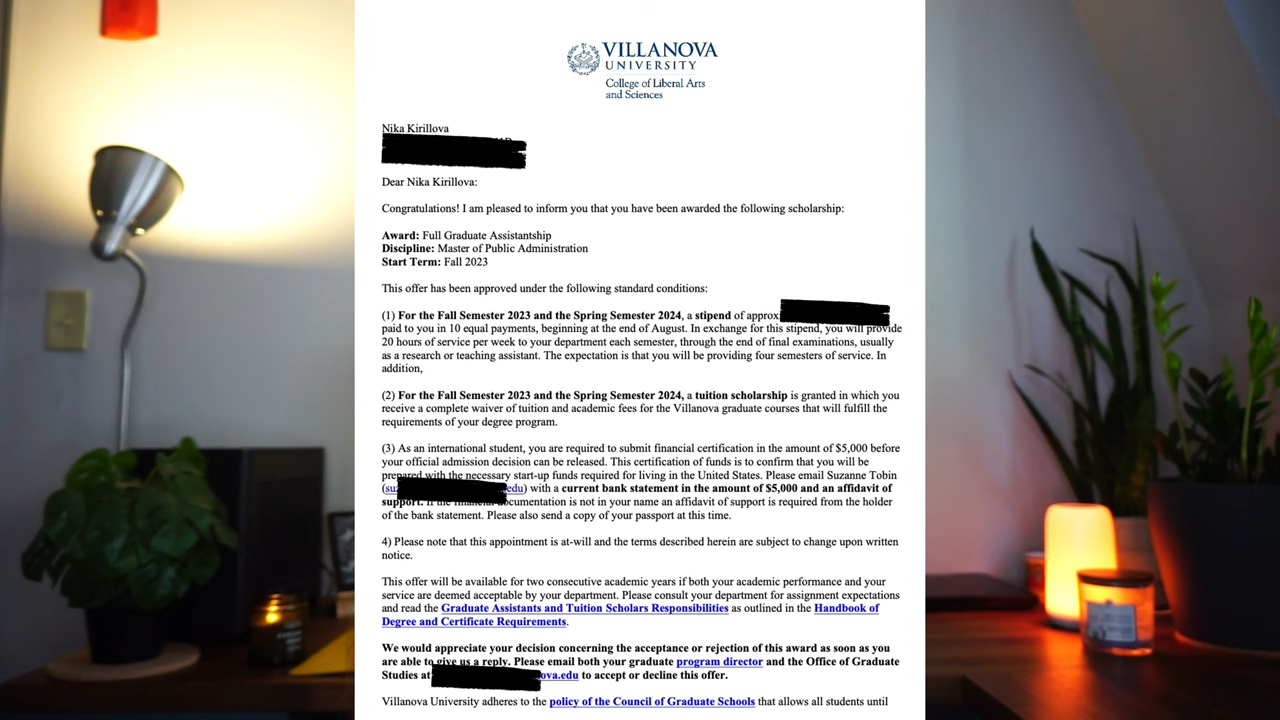 VILLANOVA
UNIVERSITY
College of Liberal Arts
and Sciences
Nika Kirillova
Dear Nika Kirillova:
Congratulations! I am pleased to inform you that you have been awarded the following scholarship:
Award: Full Graduate Assistantship
Discipline: Master of Public Administration
Start Term: Fall 2023
This offer has been approved under the following standard conditions:
(1) For the Fall Semester 2023 and the Spring Semester 2024, a stipend of approx
paid to you in 10 equal payments, beginning at the end of August. In exchange for this stipend, you will provide
20 hours of service per week to your department each semester, through the end of final examinations, usually
as a research or teaching assistant. The expectation is that you will be providing four semesters of service. In
addition,
(2) For the Fall Semester 2023 and the Spring Semester 2024, a tuition scholarship is granted in which you
receive a complete waiver of tuition and academic fees for the Villanova graduate courses that will fulfill the
requirements of your degree program.
(3) As an international student, you are required to submit financial certification in the amount of $5,000 before
your official admission decision can be released. This certification of funds is to confirm that you will be
prepared with the necessary start-up funds required for living in the United States. Please email Suzanne Tobin
(suz edu) with a current bank statement in the amount of $5,000 and an affidavit of
support. If the documentation is not in your name an affidavit of support is required from the holder
of the bank statement. Please also send a copy of your passport at this time.
4) Please note that this appointment is at-will and the terms described herein are subject to change upon written
notice.
This offer will be available for two consecutive academic years if both your academic performance and your
service are deemed acceptable by your department. Please consult your department for assignment expectations
and read the Graduate Assistants and Tuition Scholars Responsibilities as outlined in the Handbook of
Degree and Certificate Requirements.
We would appreciate your decision concerning the acceptance or rejection of this award as soon as you
are able to give us a reply. Please email both your graduate program director and the Office of Graduate
Studies at ova.edu to accept or decline this offer.
Villanova University adheres to the policy of the Council of Graduate Schools that allows all students until